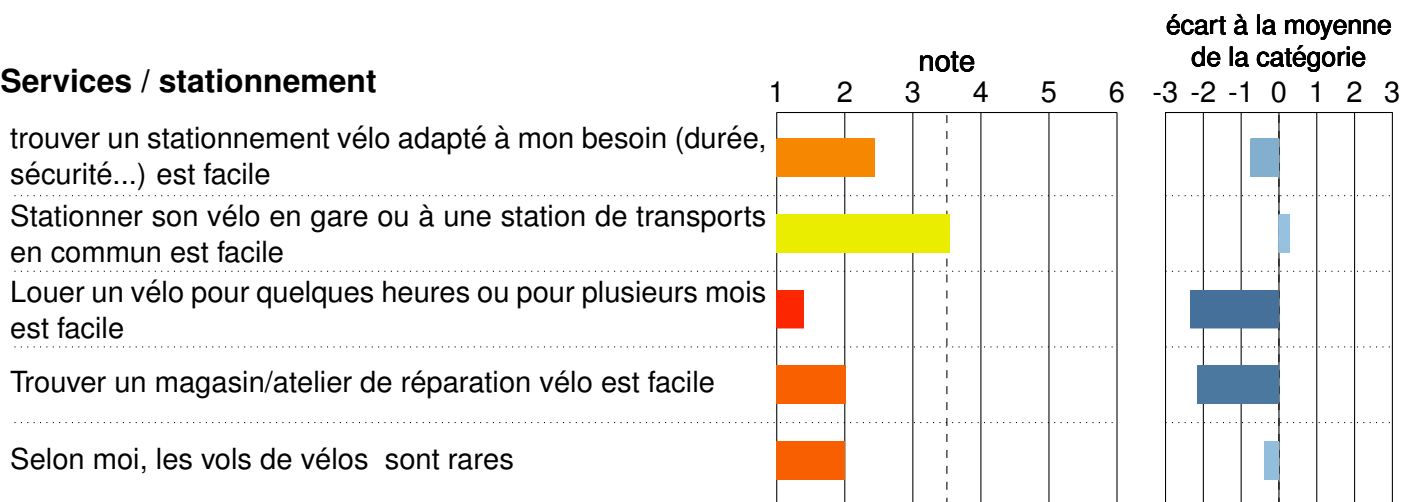 écart à la moyenne
de la catégorie
note
Services / stationnement
1 2 3 4 5 6 -3 -2 -1 0 1 2 3
trouver un stationnement vélo adapté à mon besoin (durée,
sécurité...) est facile
Stationner son vélo en gare ou à une station de transports
en commun est facile
Louer un vélo pour quelques heures ou pour plusieurs mois
est facile
Trouver un magasin/atelier de réparation vélo est facile
Selon moi, les vols de vélos  sont rares